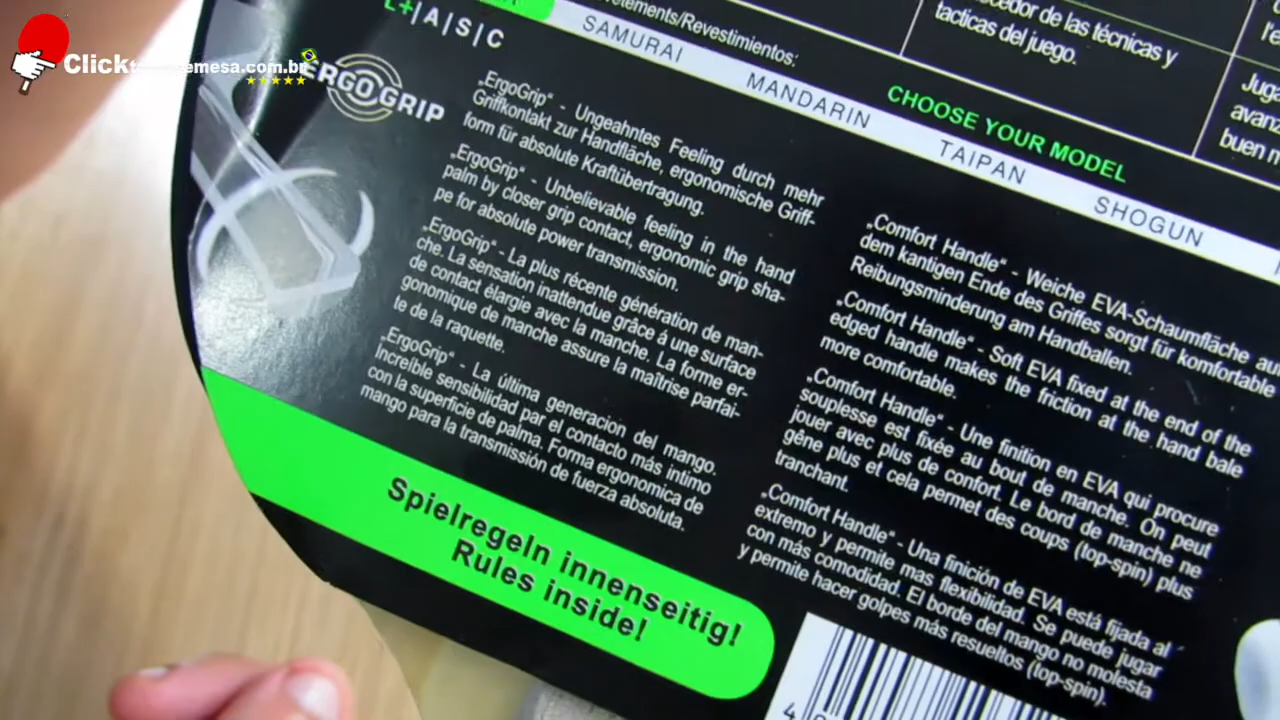 Click
emesa.com.br
L+|A|S|C
ERGOGRIP
SAMURAI
MANDARIN
TAIPAN
SHOGUN
CHOOSE YOUR MODEL
tacticas del juego.
de las técnicas y
„ErgoGrip“ - Ungeahntes Feeling durch mehr
Griffkontakt zur Handfläche, ergonomische Griff-
form für absolute Kraftübertragung.
„ErgoGrip“ - Unbelievable feeling in the hand
palm by closer grip contact, ergonomic grip sha-
pe for absolute power transmission.
„ErgoGrip“ - La plus récente génération de man-
che. La sensation inattendue grâce á une surface
de contact élargie avec la manche. La forme er-
gonomique de manche assure la maîtrise parfai-
te de la raquette.
„ErgoGrip“ - La última generacion del mango.
Increíble sensibilidad par el contacto más intimo
con la superficie de palma. Forma ergonomica de
mango para la transmissión de fuerza absoluta.
„Comfort Handle“ - Weiche EVA-Schaumfläche
dem kantigen Ende des Griffes sorgt für komfortable
Reibungsminderung am Handballen.
„Comfort Handle“ - Soft EVA fixed at the end of the
edged handle makes the friction at the hand bale
more comfortable.
„Comfort Handle“ - Une finition en EVA qui procure
souplesse est fixée au bout de manche. On peut
jouer avec plus de confort. Le bord de manche ne
gêne plus et cela permet des coups (top-spin) plus
tranchant.
„Comfort Handle“ - Una finición de EVA está fijada al
extremo y permite mas flexibilidad. Se puede jugar
con más comodidad. El borde del mango no molesta
y permite hacer golpes más resueltos (top-spin).
Spielregeln innenseitig!
Rules inside!